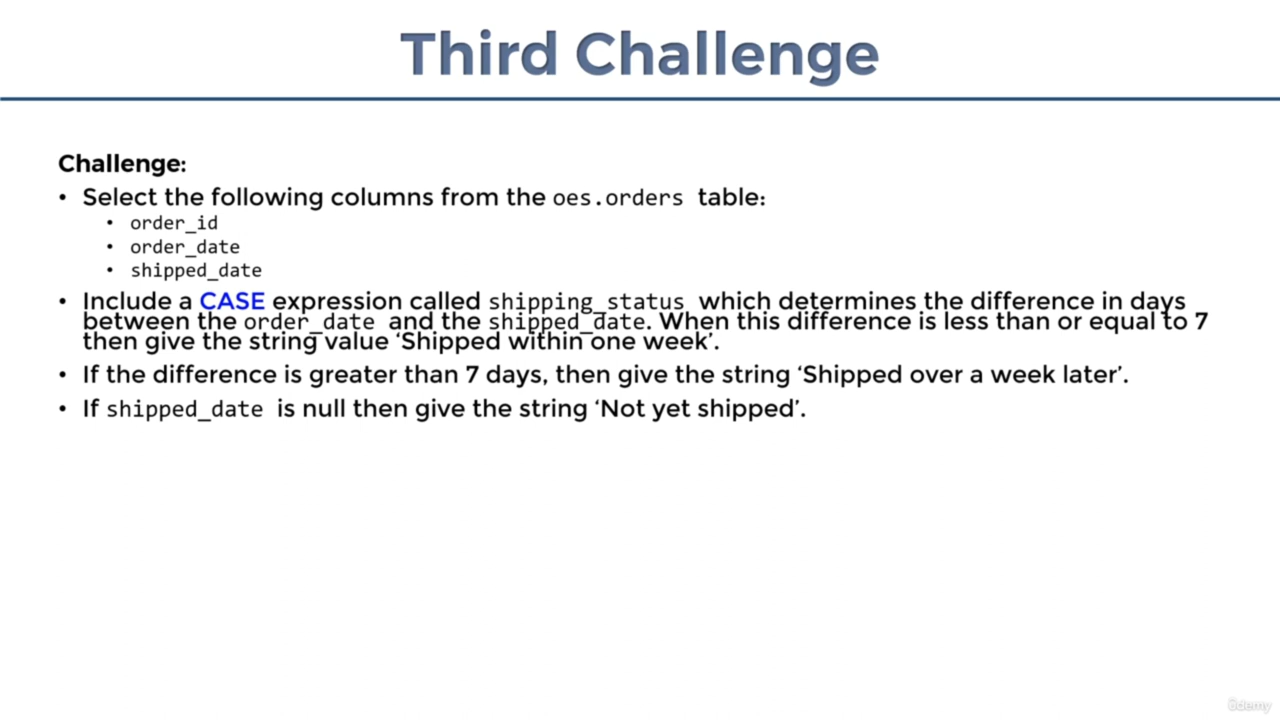 Third Challenge
Challenge:
• Select the following columns from the oes.orders table:
• order_id
• order_date
• shipped_date
• Include a CASE expression called shipping_status which determines the difference in days
between the order_date and the shipped_date. When this difference is less than or equal to 7
then give the string value ‘Shipped within one week’.
• If the difference is greater than 7 days, then give the string ‘Shipped over a week later’.
• If shipped_date is null then give the string ‘Not yet shipped’.
ûdemy